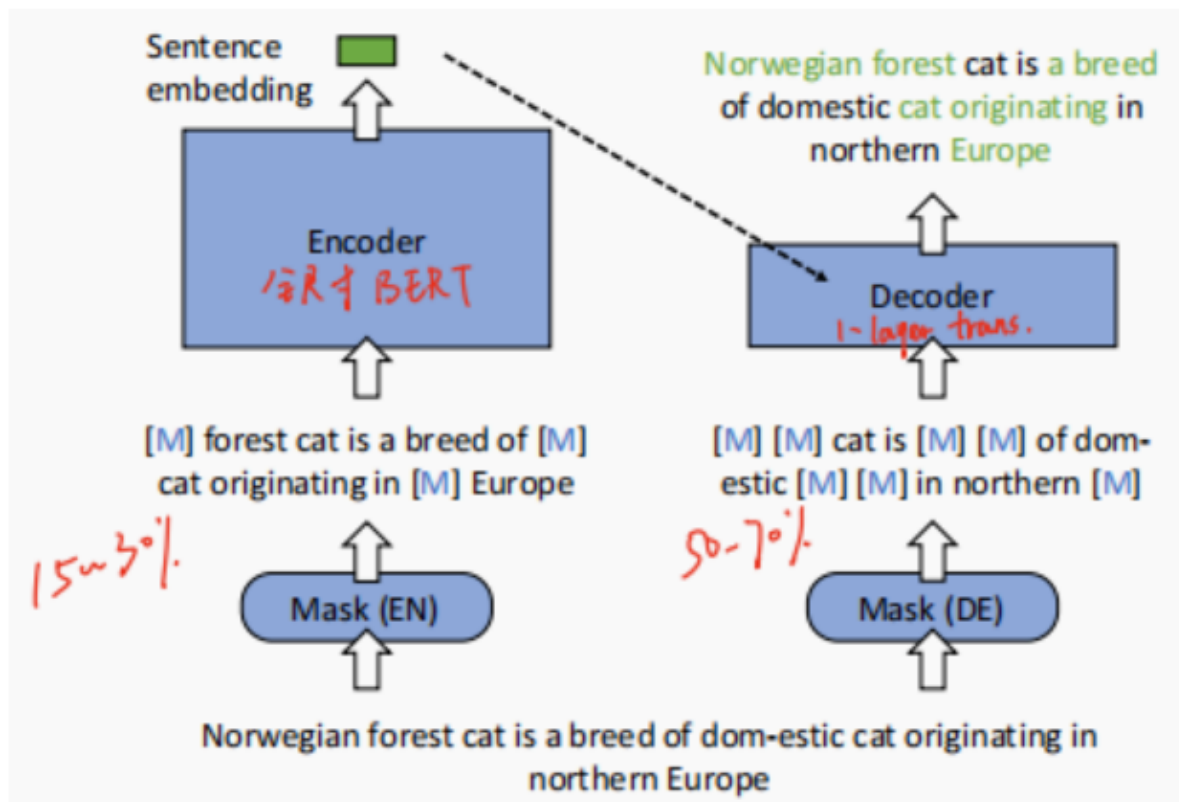 Sentence
embedding
Norwegian forest cat is a breed
of domestic cat originating in
northern Europe
Encoder
全尺寸 BERT
Decoder
1-layer trans.
[M] forest cat is a breed of [M]
cat originating in [M] Europe
[M] [M] cat is [M] [M] of dom-
estic [M] [M] in northern [M]
15~30%
50-70%
Mask (EN)
Mask (DE)
Norwegian forest cat is a breed of dom-estic cat originating in
northern Europe